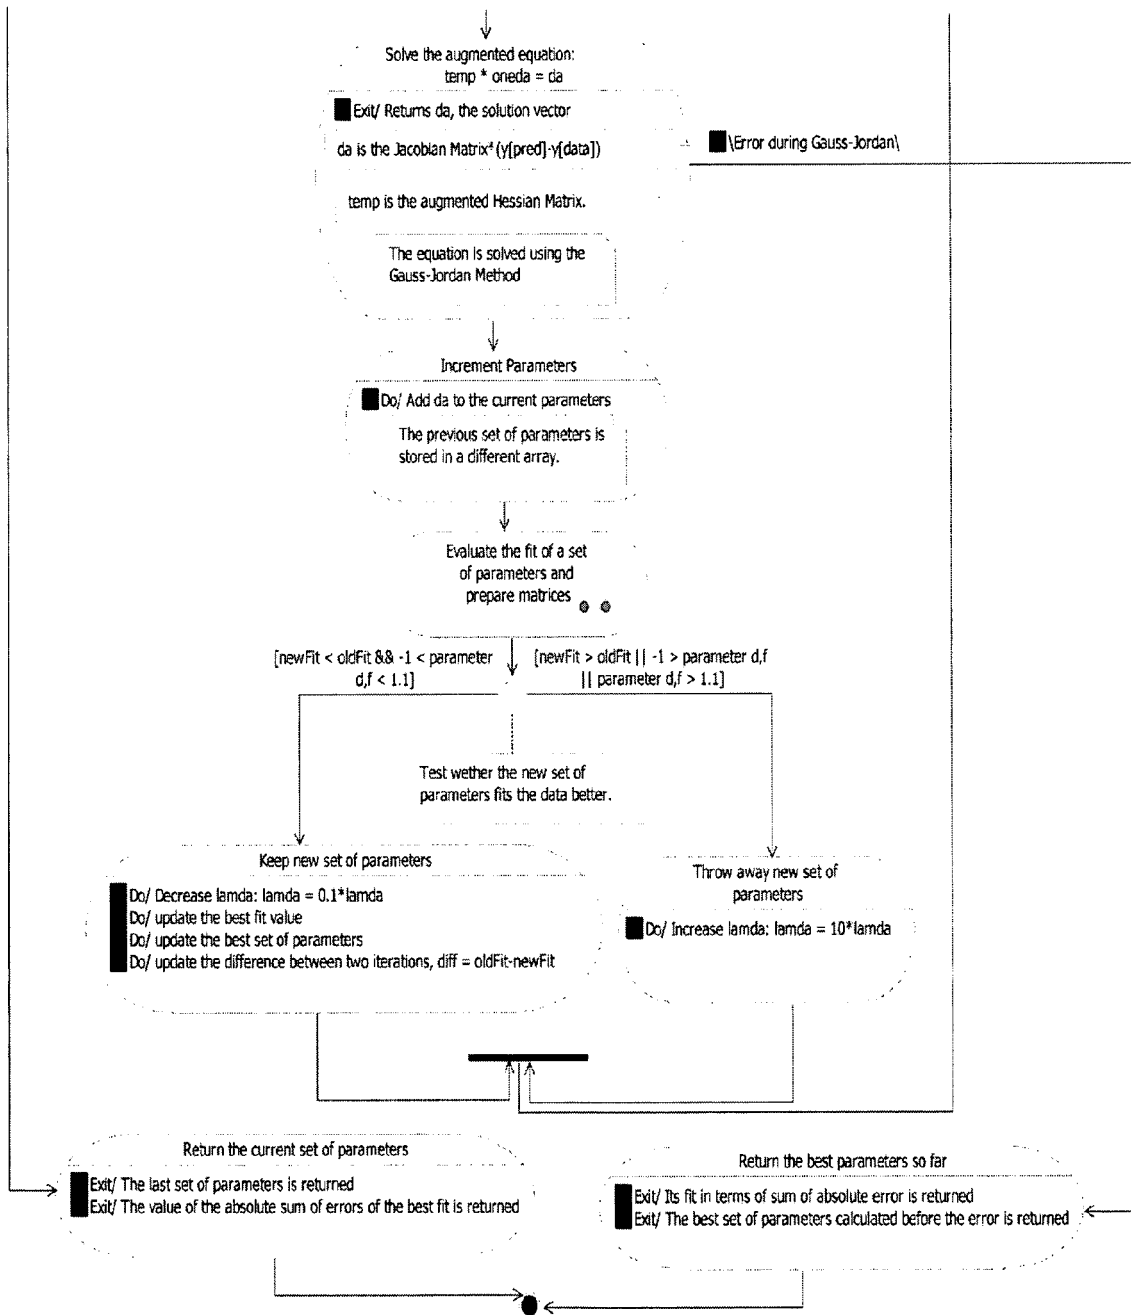 Solve the augmented equation:
temp * oneda = da
Exit/ Returns da, the solution vector
da is the Jacobian Matrix*(y[pred]-y[data])
\Error during Gauss-Jordan\
temp is the augmented Hessian Matrix.
The equation is solved using the
Gauss-Jordan Method
Increment Parameters
Do/ Add da to the current parameters
The previous set of parameters is
stored in a different array.
Evaluate the fit of a set
of parameters and
prepare matrices
[newFit < oldFit && -1 < parameter
d,f < 1.1]
[newFit > oldFit || -1 > parameter d,f
|| parameter d,f > 1.1]
Test wether the new set of
parameters fits the data better.
Keep new set of parameters
Do/ Decrease lamda: lamda = 0.1*lamda
Do/ update the best fit value
Do/ update the best set of parameters
Do/ update the difference between two iterations, diff = oldFit-newFit
Throw away new set of
parameters
Do/ Increase lamda: lamda = 10*lamda
Return the current set of parameters
Exit/ The last set of parameters is returned
Exit/ The value of the absolute sum of errors of the best fit is returned
Return the best parameters so far
Exit/ Its fit in terms of sum of absolute error is returned
Exit/ The best set of parameters calculated before the error is returned